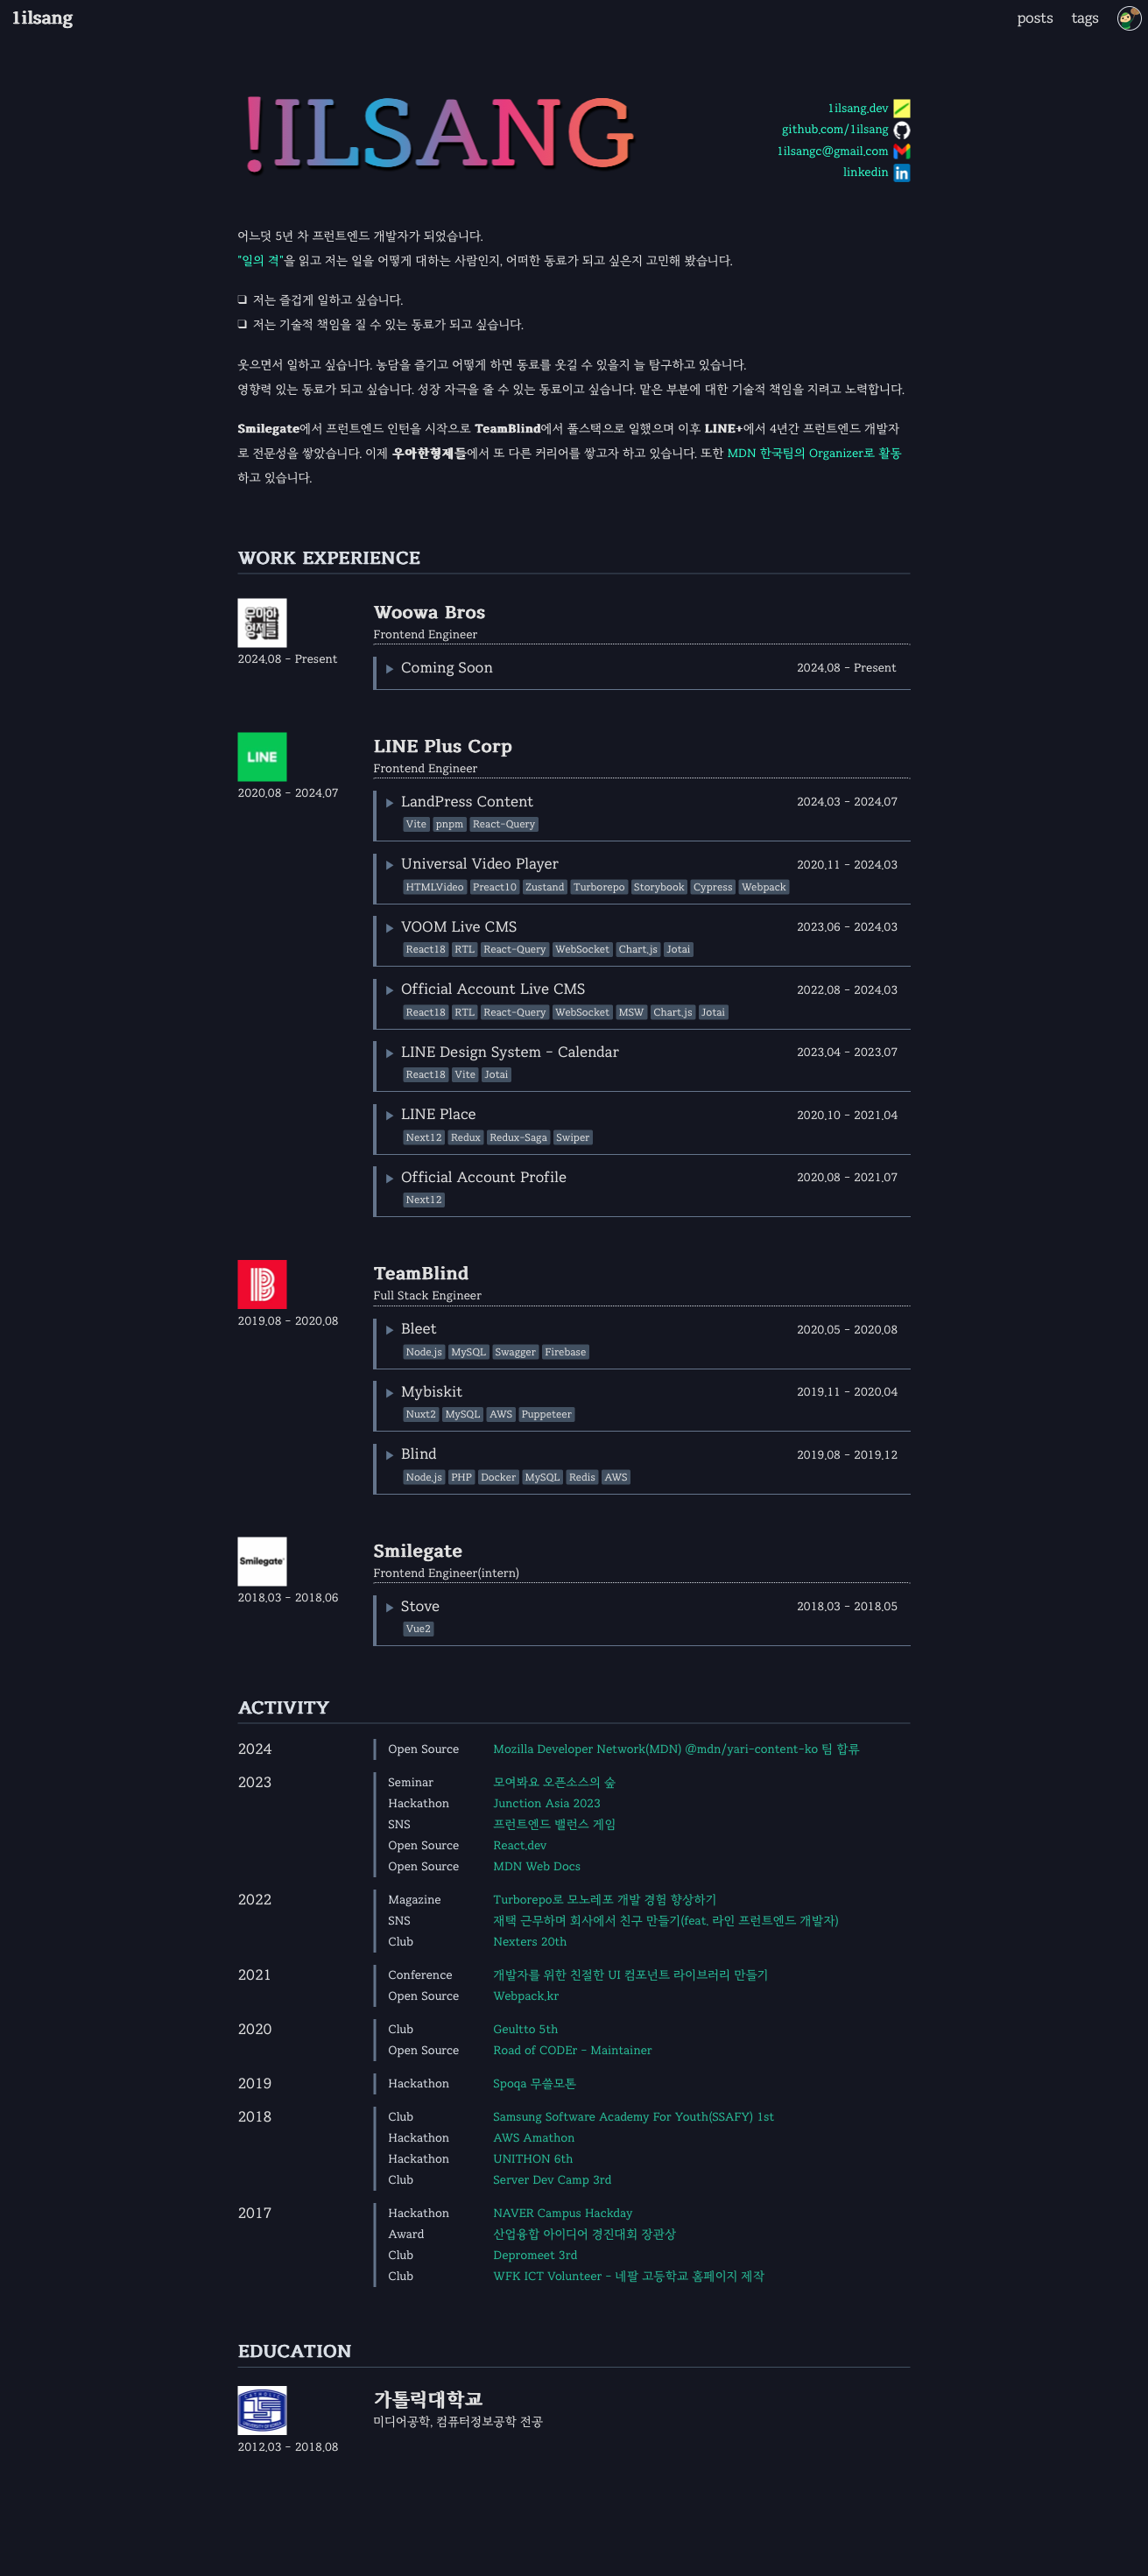 1ilsang
posts tags
!ILSANG
1ilsang.dev
github.com/1ilsang
1ilsangc@gmail.com
linkedin
어느덧 5년 차 프런트엔드 개발자가 되었습니다.
"일의 격"을 읽고 저는 일을 어떻게 대하는 사람인지, 어떠한 동료가 되고 싶은지 고민해 봤습니다.
❏ 저는 즐겁게 일하고 싶습니다.
❏ 저는 기술적 책임을 질 수 있는 동료가 되고 싶습니다.
웃으면서 일하고 싶습니다. 농담을 즐기고 어떻게 하면 동료를 웃길 수 있을지 늘 탐구하고 있습니다.
영향력 있는 동료가 되고 싶습니다. 성장 자극을 줄 수 있는 동료이고 싶습니다. 맡은 부분에 대한 기술적 책임을 지려고 노력합니다.
Smilegate에서 프런트엔드 인턴을 시작으로 TeamBlind에서 풀스택으로 일했으며 이후 LINE+에서 4년간 프런트엔드 개발자
로 전문성을 쌓았습니다. 이제 우아한형제들에서 또 다른 커리어를 쌓고자 하고 있습니다. 또한 MDN 한국팀의 Organizer로 활동
하고 있습니다.
WORK EXPERIENCE
우아한
형제들
2024.08 - Present
Woowa Bros
Frontend Engineer
Coming Soon 2024.08 - Present
LINE
2020.08 - 2024.07
LINE Plus Corp
Frontend Engineer
LandPress Content 2024.03 - 2024.07
Vite pnpm React-Query
Universal Video Player 2020.11 - 2024.03
HTMLVideo Preact10 Zustand Turborepo Storybook Cypress Webpack
VOOM Live CMS 2023.06 - 2024.03
React18 RTL React-Query WebSocket Chart.js Jotai
Official Account Live CMS 2022.08 - 2024.03
React18 RTL React-Query WebSocket MSW Chart.js Jotai
LINE Design System - Calendar 2023.04 - 2023.07
React18 Vite Jotai
LINE Place 2020.10 - 2021.04
Next12 Redux Redux-Saga Swiper
Official Account Profile 2020.08 - 2021.07
Next12
2019.08 - 2020.08
TeamBlind
Full Stack Engineer
Bleet 2020.05 - 2020.08
Node.js MySQL Swagger Firebase
Mybiskit 2019.11 - 2020.04
Nuxt2 MySQL AWS Puppeteer
Blind 2019.08 - 2019.12
Node.js PHP Docker MySQL Redis AWS
Smilegate
2018.03 - 2018.06
Smilegate
Frontend Engineer(intern)
Stove 2018.03 - 2018.05
Vue2
ACTIVITY
2024 Open Source Mozilla Developer Network(MDN) @mdn/yari-content-ko 팀 합류
2023 Seminar 모여봐요 오픈소스의 숲
Hackathon Junction Asia 2023
SNS 프런트엔드 밸런스 게임
Open Source React.dev
Open Source MDN Web Docs
2022 Magazine Turborepo로 모노레포 개발 경험 향상하기
SNS 재택 근무하며 회사에서 친구 만들기(feat. 라인 프런트엔드 개발자)
Club Nexters 20th
2021 Conference 개발자를 위한 친절한 UI 컴포넌트 라이브러리 만들기
Open Source Webpack.kr
2020 Club Geultto 5th
Open Source Road of CODEr - Maintainer
2019 Hackathon Spoqa 무쓸모톤
2018 Club Samsung Software Academy For Youth(SSAFY) 1st
Hackathon AWS Amathon
Hackathon UNITHON 6th
Club Server Dev Camp 3rd
2017 Hackathon NAVER Campus Hackday
Award 산업융합 아이디어 경진대회 장관상
Club Depromeet 3rd
Club WFK ICT Volunteer - 네팔 고등학교 홈페이지 제작
EDUCATION
2012.03 - 2018.08
가톨릭대학교
미디어공학, 컴퓨터정보공학 전공